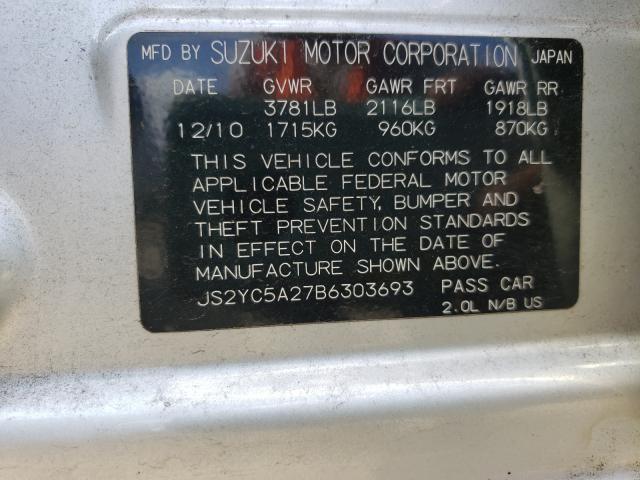 MFD BY SUZUKI MOTOR CORPORATION JAPAN
DATE GVWR GAWR FRT GAWR RR
3781LB 2116LB 1918LB
12/10 1715KG 960KG 870KG
THIS VEHICLE CONFORMS TO ALL
APPLICABLE FEDERAL MOTOR
VEHICLE SAFETY, BUMPER AND
THEFT PREVENTION STANDARDS
IN EFFECT ON THE DATE OF
MANUFACTURE SHOWN ABOVE.
JS2YC5A27B6303693 PASS CAR
2.0L N/B US